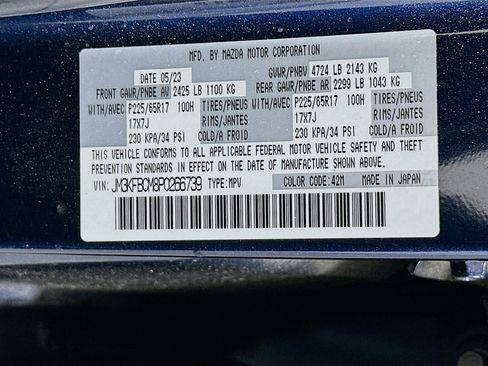 MFD. BY MAZDA MOTOR CORPORATION
DATE 05/23 GVWR/PNBV 4724 LB 2143 KG
FRONT GAWR/PNBE AV 2425 LB 1100 KG REAR GAWR/PNBE AR 2299 LB 1043 KG
WITH/AVEC P225/65R17 100H TIRES/PNEUS WITH/AVEC P225/65R17 100H TIRES/PNEUS
17X7J RIMS/JANTES 17X7J RIMS/JANTES
230 KPA/34 PSI COLD/A FROID 230 KPA/34 PSI COLD/A FROID
THIS VEHICLE CONFORMS TO ALL APPLICABLE FEDERAL MOTOR VEHICLE SAFETY AND THEFT
PREVENTION STANDARDS IN EFFECT ON THE DATE OF MANUFACTURE SHOWN ABOVE.
VIN: JM3KFBCM8P0266739 TYPE: MPV COLOR CODE: 42M MADE IN JAPAN